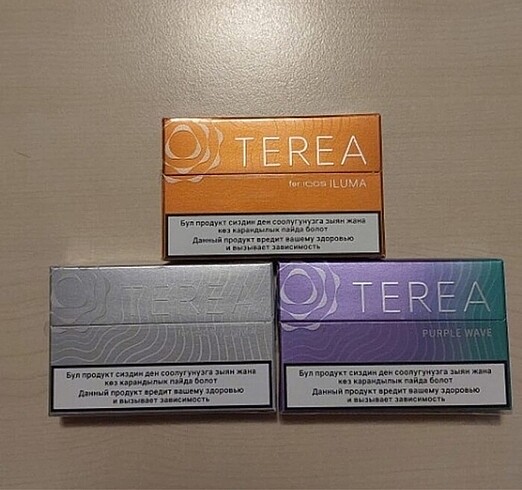 TEREA
for IQOS ILUMA
Бул продукт сиздин ден соолугунузга зыян жана
көз карандылык пайда болот
Данный продукт вредит вашему здоровью
и вызывает зависимость
TEREA
Бул продукт сиздин ден соолугунузга зыян жана
көз карандылык пайда болот
Данный продукт вредит вашему здоровью
и вызывает зависимость
TEREA
PURPLE WAVE
Бул продукт сиздин ден соолугунузга зыян жана
көз карандылык пайда болот
Данный продукт вредит вашему здоровью
и вызывает зависимость